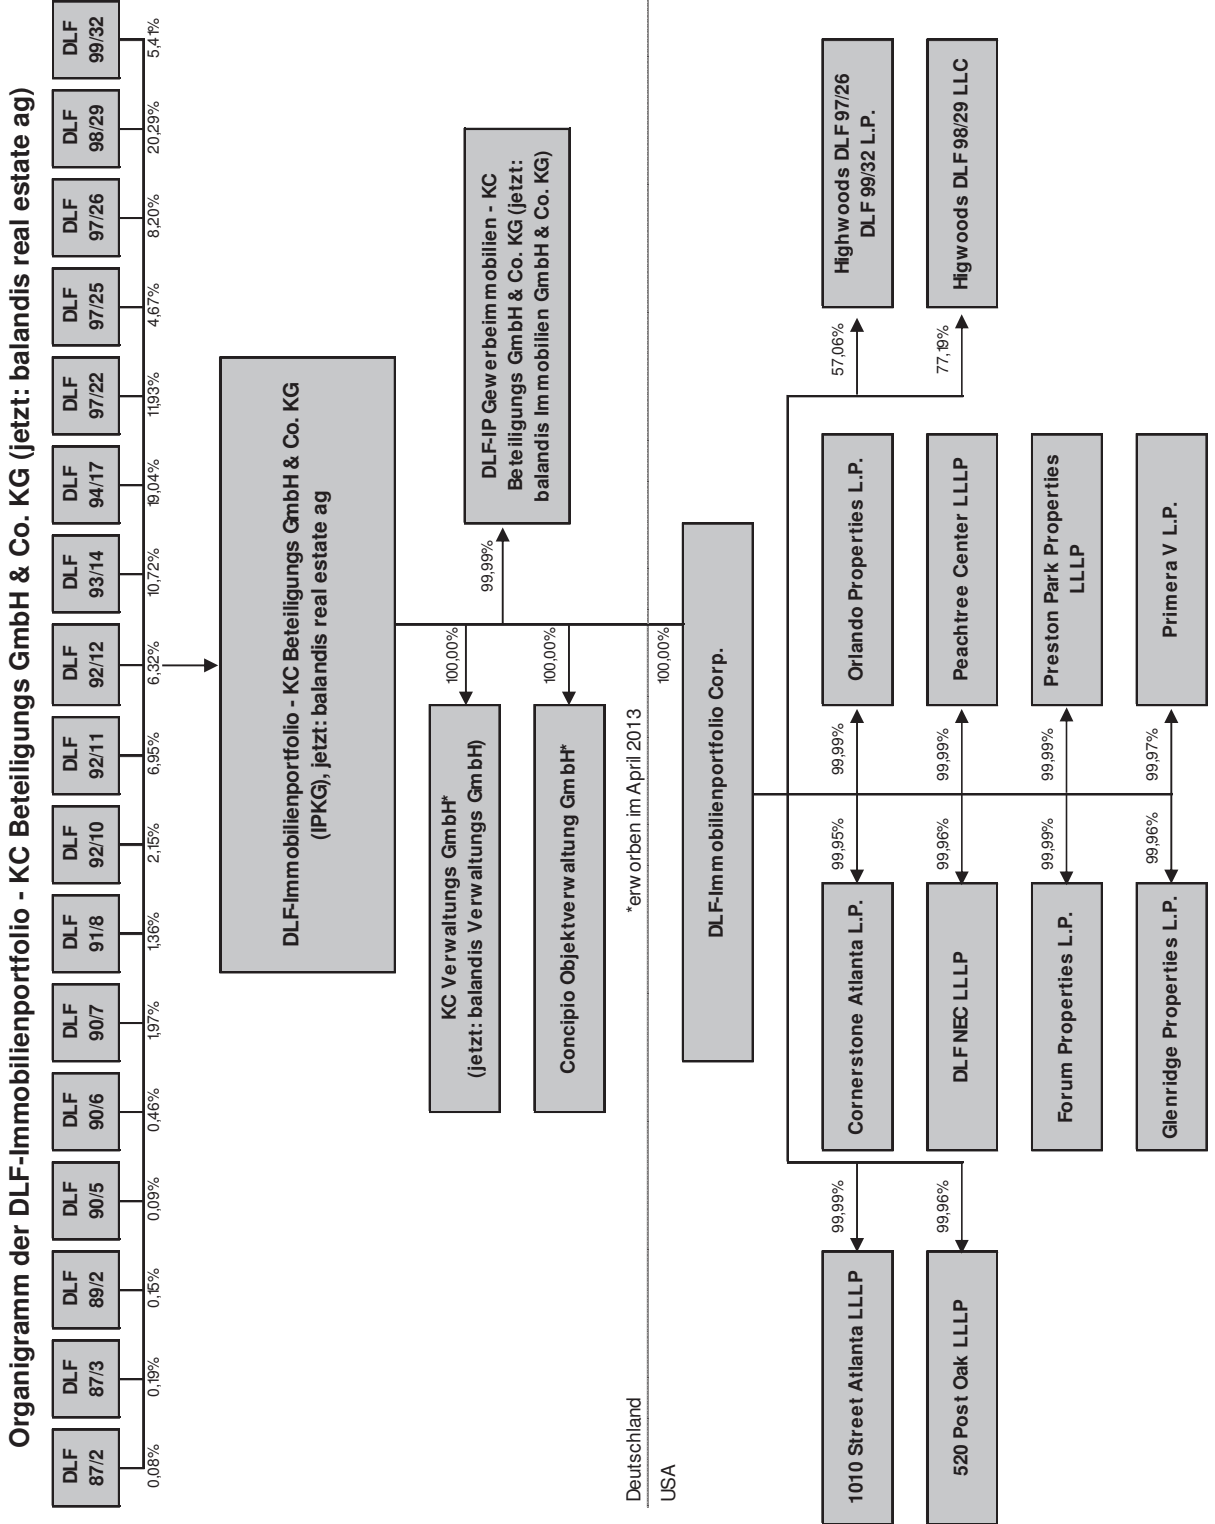 Organigramm der DLF-Immobilienportfolio - KC Beteiligungs GmbH & Co. KG (jetzt: balandis real estate ag)
DLF
87/2
DLF
87/3
DLF
89/2
DLF
90/5
DLF
90/6
DLF
90/7
DLF
91/8
DLF
92/10
DLF
92/11
DLF
92/12
DLF
93/14
DLF
94/17
DLF
97/22
DLF
97/25
DLF
97/26
DLF
98/29
DLF
99/32
0,08%
0,19%
0,15%
0,09%
0,46%
1,97%
1,36%
2,15%
6,95%
6,32%
10,72%
19,04%
11,93%
4,67%
8,20%
20,29%
5,41%
DLF-Immobilienportfolio - KC Beteiligungs GmbH & Co. KG
(IPKG), jetzt: balandis real estate ag
KC Verwaltungs GmbH*
(jetzt: balandis Verwaltungs GmbH)
100,00%
99,99%
DLF-IP Gewerbeimmobilien - KC
Beteiligungs GmbH & Co. KG (jetzt:
balandis Immobilien GmbH & Co. KG)
Concipio Objektverwaltung GmbH*
100,00%
Deutschland
*erworben im April 2013
USA
100,00%
DLF-Immobilienportfolio Corp.
1010 Street Atlanta LLLP
99,99%
Cornerstone Atlanta L.P.
99,95%
99,99%
Orlando Properties L.P.
57,06%
Highwoods DLF 97/26
DLF 99/32 L.P.
520 Post Oak LLLP
99,96%
DLF NEC LLLP
99,96%
99,99%
Peachtree Center LLLP
77,19%
Higwoods DLF 98/29 LLC
Forum Properties L.P.
99,99%
99,99%
Preston Park Properties
LLLP
Glenridge Properties L.P.
99,96%
99,97%
Primera V L.P.